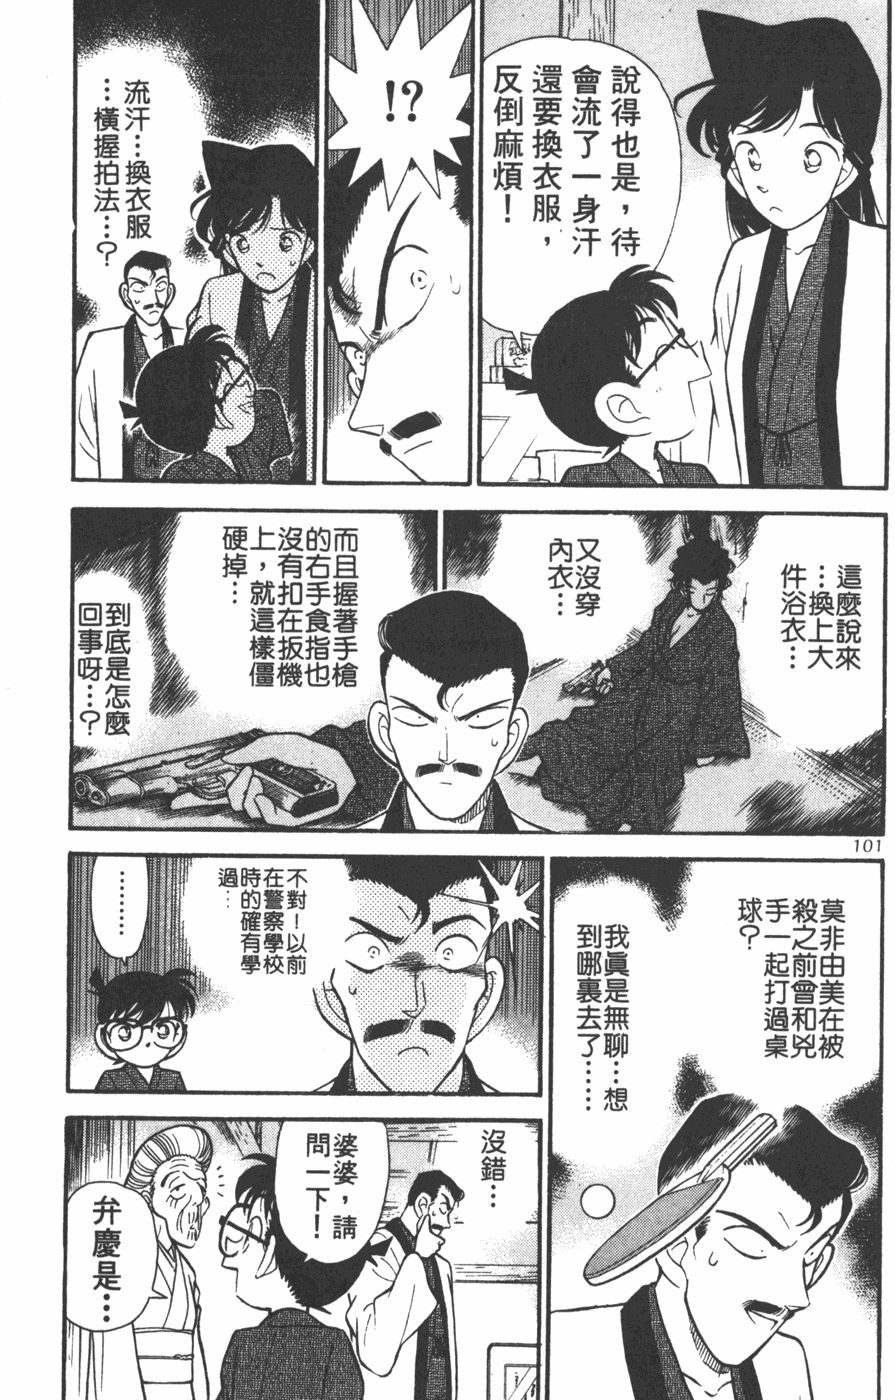 說得也是，待
會流了一身汗
還要換衣服，
反倒麻煩！
!?
流汗…換衣服
…橫握拍法…？
這麼說來
…換上大
件浴衣…
又沒穿
內衣…
而且握著手槍
的右手食指也
沒有扣在扳機
上，就這樣僵
硬掉…
到底是怎麼
回事呀…？
101
莫非由美在被
殺之前曾和兇
手一起打過桌
球？
我真是無聊…想
到哪裏去了……
不對！以前
在警察學校
時的確有學
過…
………
沒錯…
婆婆，請
問一下！
弁慶是…